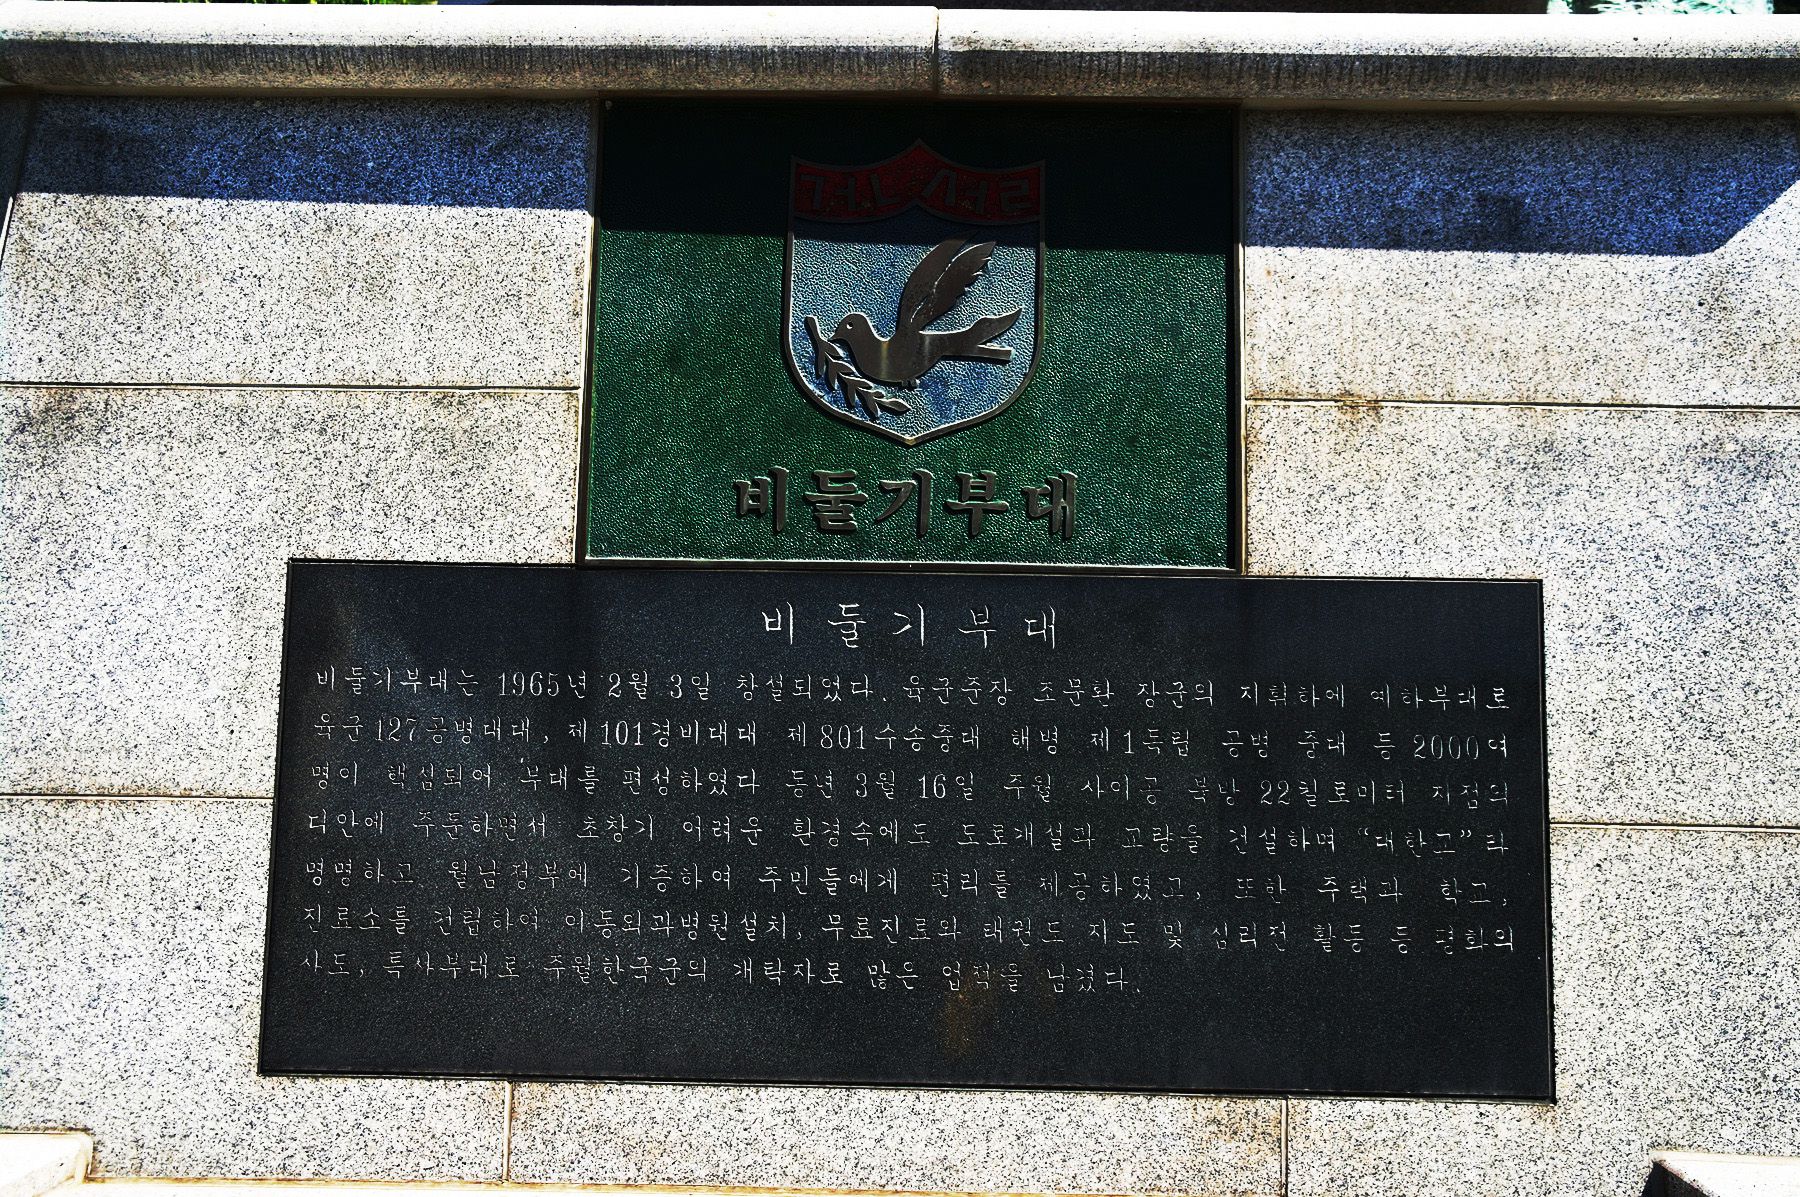 건설
비둘기부대
비둘기부대
비둘기부대는 1965년 2월 3일 창설되었다. 육군준장 조문환 장군의 지휘하에 예하부대로
육군127공병대대, 제101경비대대 제801수송중대 해병 제1독립 공병 중대 등 2000여
명이 핵심되어 부대를 편성하였다 동년 3월 16일 주월 사이공 북방 22킬로미터 지점의
디안에 주둔하면서 초창기 어려운 환경속에도 도로개설과 교량을 건설하며 “대한교”라
명명하고 월남정부에 기증하여 주민들에게 편리를 제공하였고, 또한 주택과 학교,
진료소를 건립하여 이동외과병원설치, 무료진료와 태권도 지도 및 심리전 활동 등 평화의
사도, 특사부대로 주월한국군의 개탁자로 많은 업적을 남겼다.